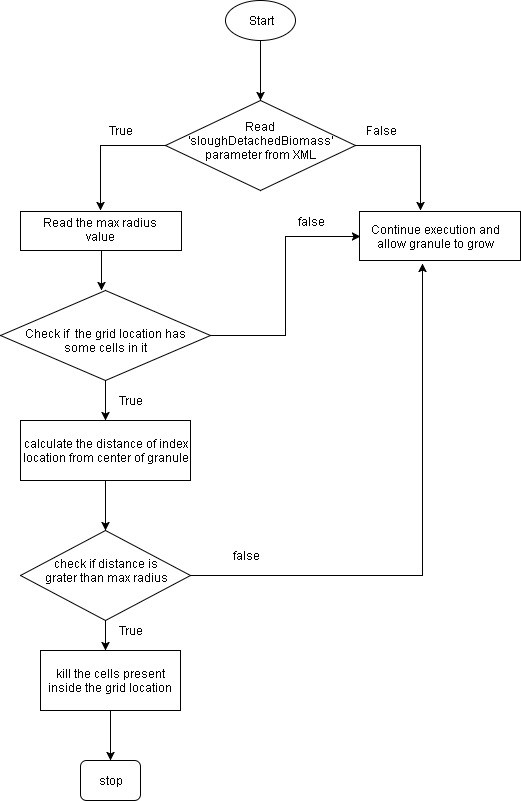 Start
Read
'sloughDetachedBiomass'
parameter from XML
True
False
Read the max radius
value
false
Continue execution and
allow granule to grow
Check if the grid location has
some cells in it
True
calculate the distance of index
location from center of granule
check if distance is
grater than max radius
false
True
kill the cells present
inside the grid location
stop